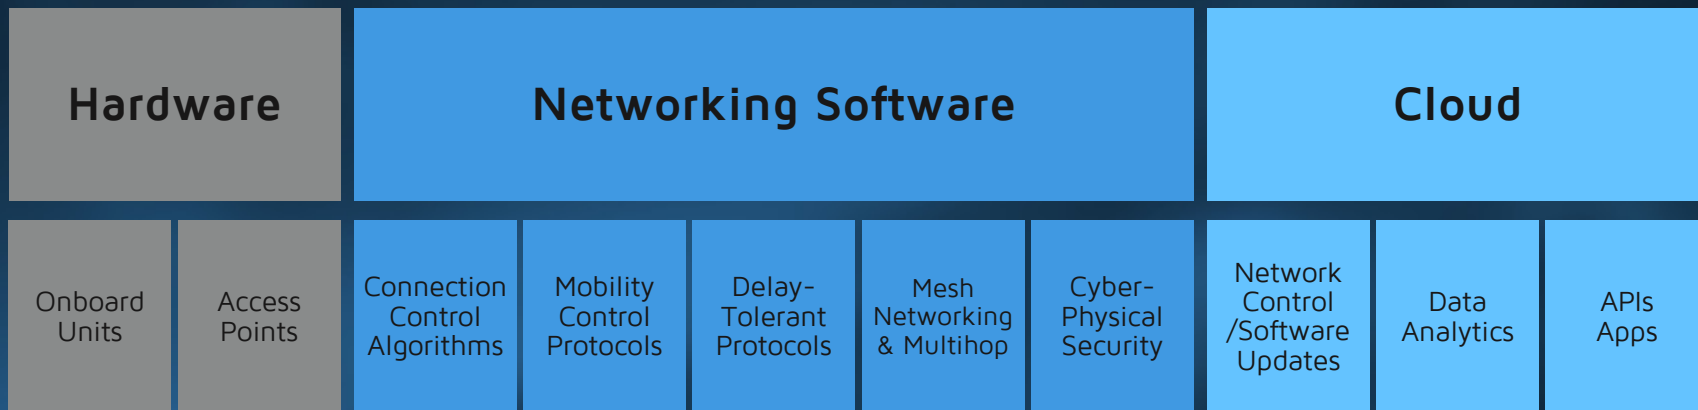 Hardware
Networking Software
Cloud
Onboard
Units
Access
Points
Connection
Control
Algorithms
Mobility
Control
Protocols
Delay-
Tolerant
Protocols
Mesh
Networking
& Multihop
Cyber-
Physical
Security
Network
Control
/Software
Updates
Data
Analytics
APIs
Apps